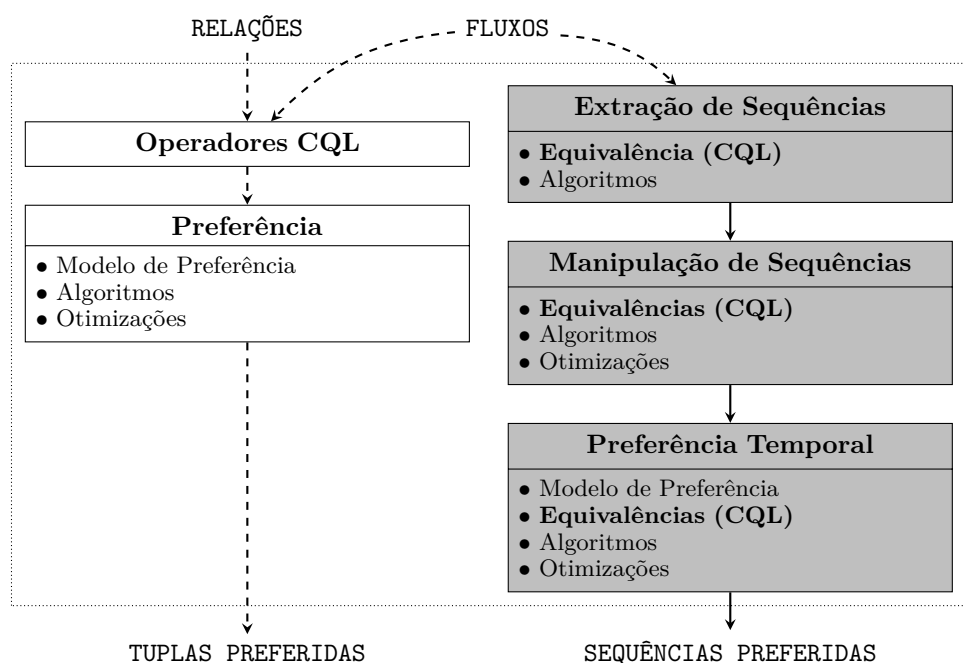 RELAÇÕES
FLUXOS
Operadores CQL
Preferência
• Modelo de Preferência
• Algoritmos
• Otimizações
Extração de Sequências
• Equivalência (CQL)
• Algoritmos
Manipulação de Sequências
• Equivalências (CQL)
• Algoritmos
• Otimizações
Preferência Temporal
• Modelo de Preferência
• Equivalências (CQL)
• Algoritmos
• Otimizações
TUPLAS PREFERIDAS
SEQUÊNCIAS PREFERIDAS